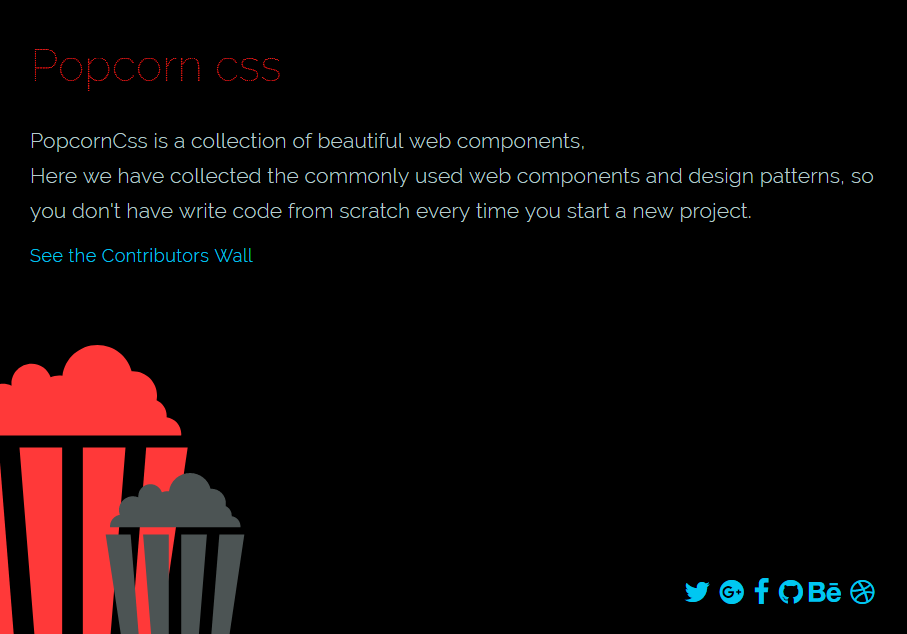 Popcorn css
PopcornCss is a collection of beautiful web components,
Here we have collected the commonly used web components and design patterns, so
you don't have write code from scratch every time you start a new project.
See the Contributors Wall